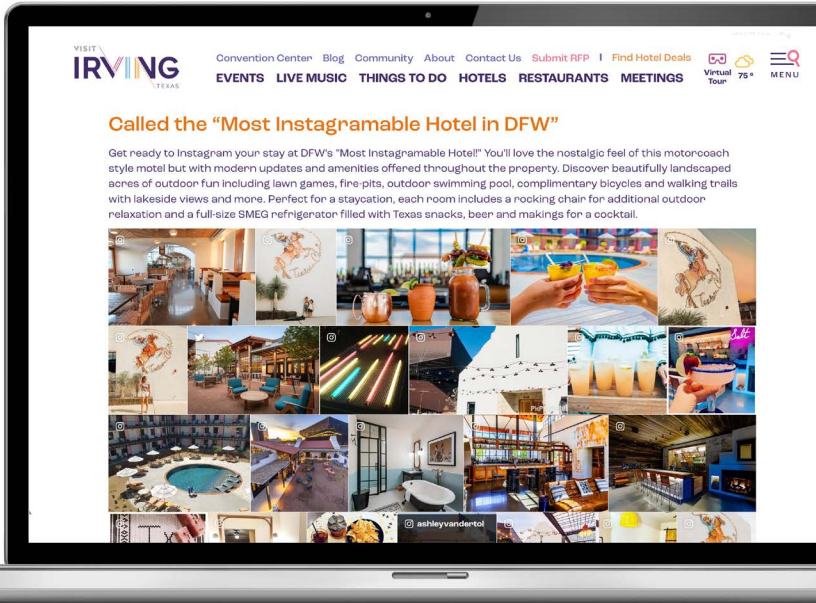 VISIT
IRVING
TEXAS
Convention Center Blog Community About Contact Us Submit RFP | Find Hotel Deals
EVENTS LIVE MUSIC THINGS TO DO HOTELS RESTAURANTS MEETINGS
Virtual Tour
75°
MENU
Called the “Most Instagramable Hotel in DFW”
Get ready to Instagram your stay at DFW's "Most Instagramable Hotel!" You'll love the nostalgic feel of this motorcoach
style motel but with modern updates and amenities offered throughout the property. Discover beautifully landscaped
acres of outdoor fun including lawn games, fire-pits, outdoor swimming pool, complimentary bicycles and walking trails
with lakeside views and more. Perfect for a staycation, each room includes a rocking chair for additional outdoor
relaxation and a full-size SMEG refrigerator filled with Texas snacks, beer and makings for a cocktail.
Salt
ashleyvandertol